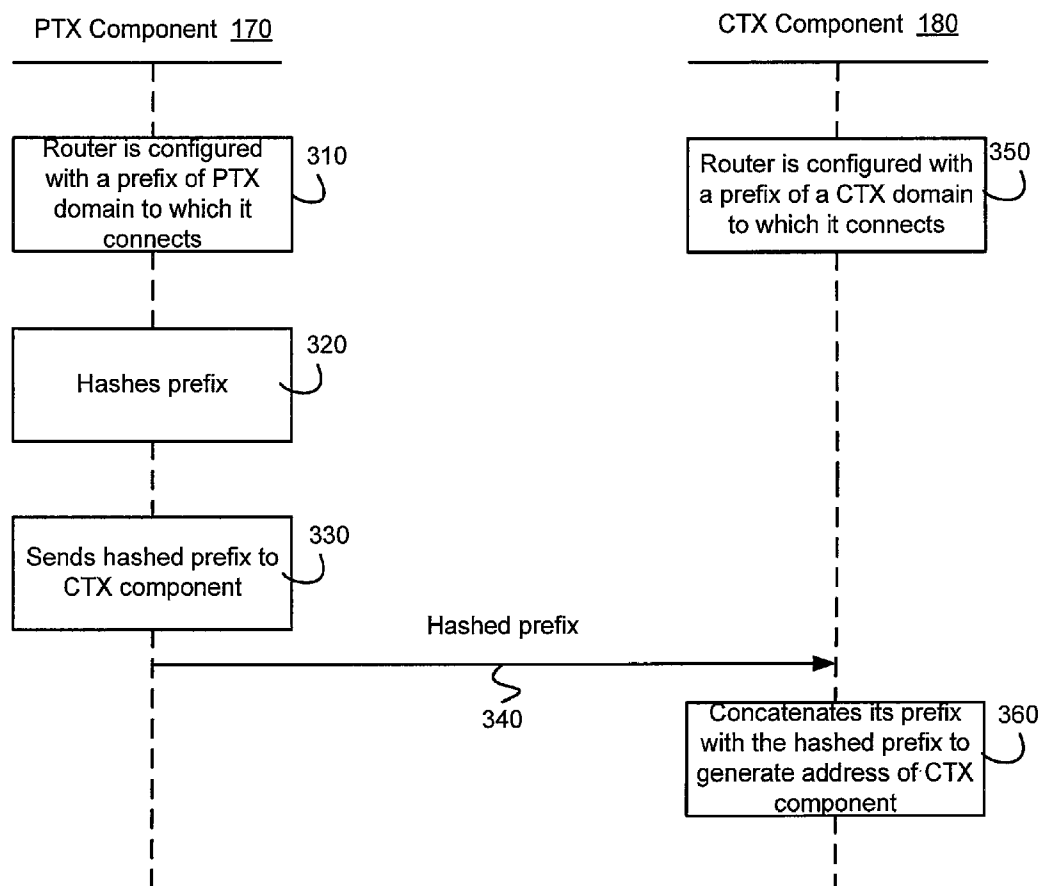 PTX Component 170
CTX Component 180
Router is configured
with a prefix of PTX
domain to which it
connects
310
Router is configured
with a prefix of a CTX
domain to which it
connects
350
Hashes prefix
320
Sends hashed prefix to
CTX component
330
Hashed prefix
340
Concatenates its prefix
with the hashed prefix to
generate address of CTX
component
360